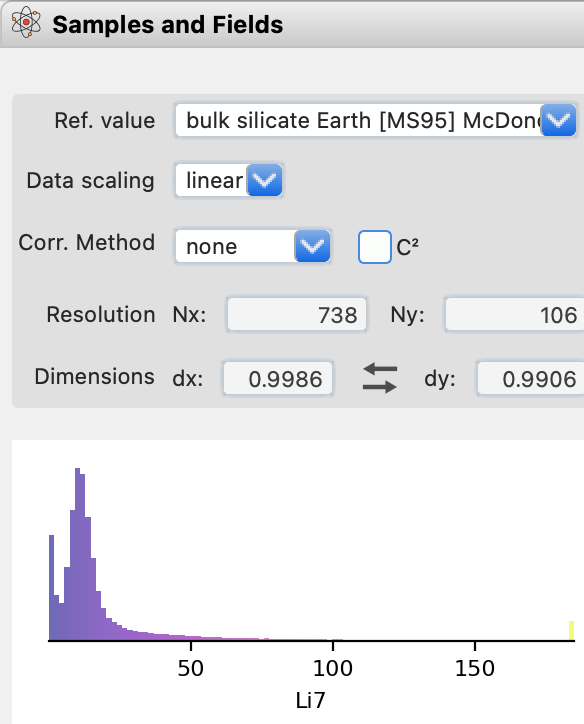 Samples and Fields
Ref. value bulk silicate Earth [MS95] McDon
Data scaling linear
Corr. Method none C²
Resolution Nx: 738 Ny: 106
Dimensions dx: 0.9986 dy: 0.9906
50 100 150
Li7